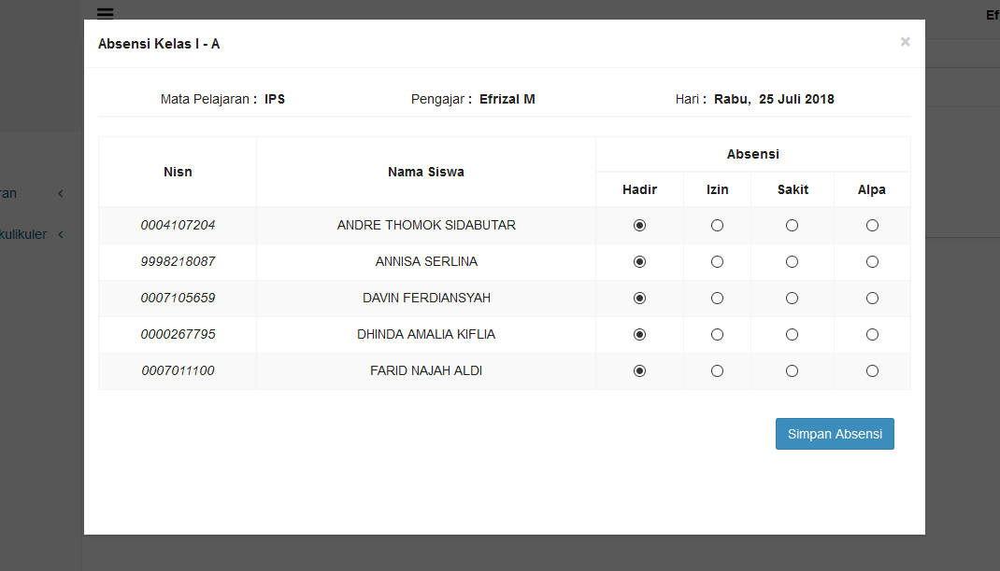 Ef
Absensi Kelas I - A
×
Mata Pelajaran : IPS Pengajar : Efrizal M Hari : Rabu, 25 Juli 2018
Nisn Nama Siswa Absensi
Hadir Izin Sakit Alpa
0004107204 ANDRE THOMOK SIDABUTAR
9998218087 ANNISA SERLINA
0007105659 DAVIN FERDIANSYAH
0000267795 DHINDA AMALIA KIFLIA
0007011100 FARID NAJAH ALDI
Simpan Absensi
ran
kulikuler